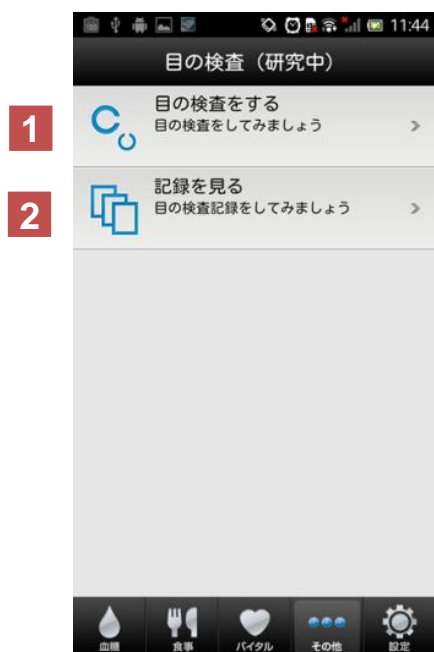 11:44
目の検査（研究中）
1
目の検査をする
目の検査をしてみましょう
2
記録を見る
目の検査記録をしてみましょう
血糖
食事
バイタル
その他
設定